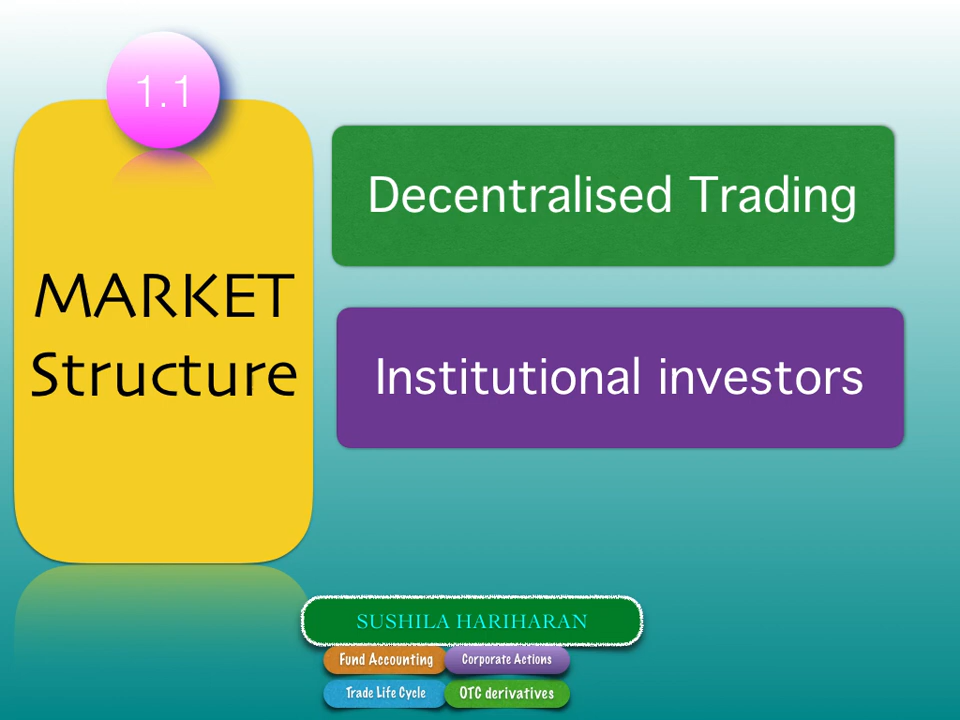 1.1
MARKET
Structure
Decentralised Trading
Institutional investors
SUSHILA HARIHARAN
Fund Accounting
Corporate Actions
Trade Life Cycle
OTC derivatives